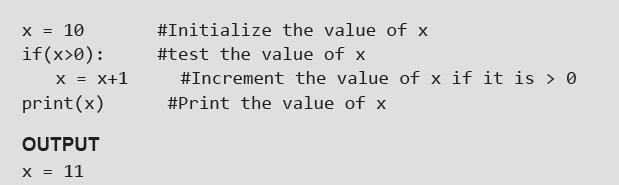 x = 10 #Initialize the value of x
if(x>0): #test the value of x
x = x+1 #Increment the value of x if it is > 0
print(x) #Print the value of x
OUTPUT
x = 11